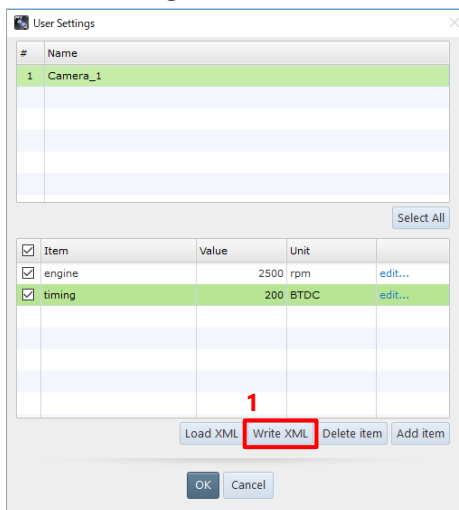 User Settings
# Name
1 Camera_1
Select All
Item Value Unit
engine 2500 rpm edit...
timing 200 BTDC edit...
1
Load XML Write XML Delete item Add item
OK Cancel